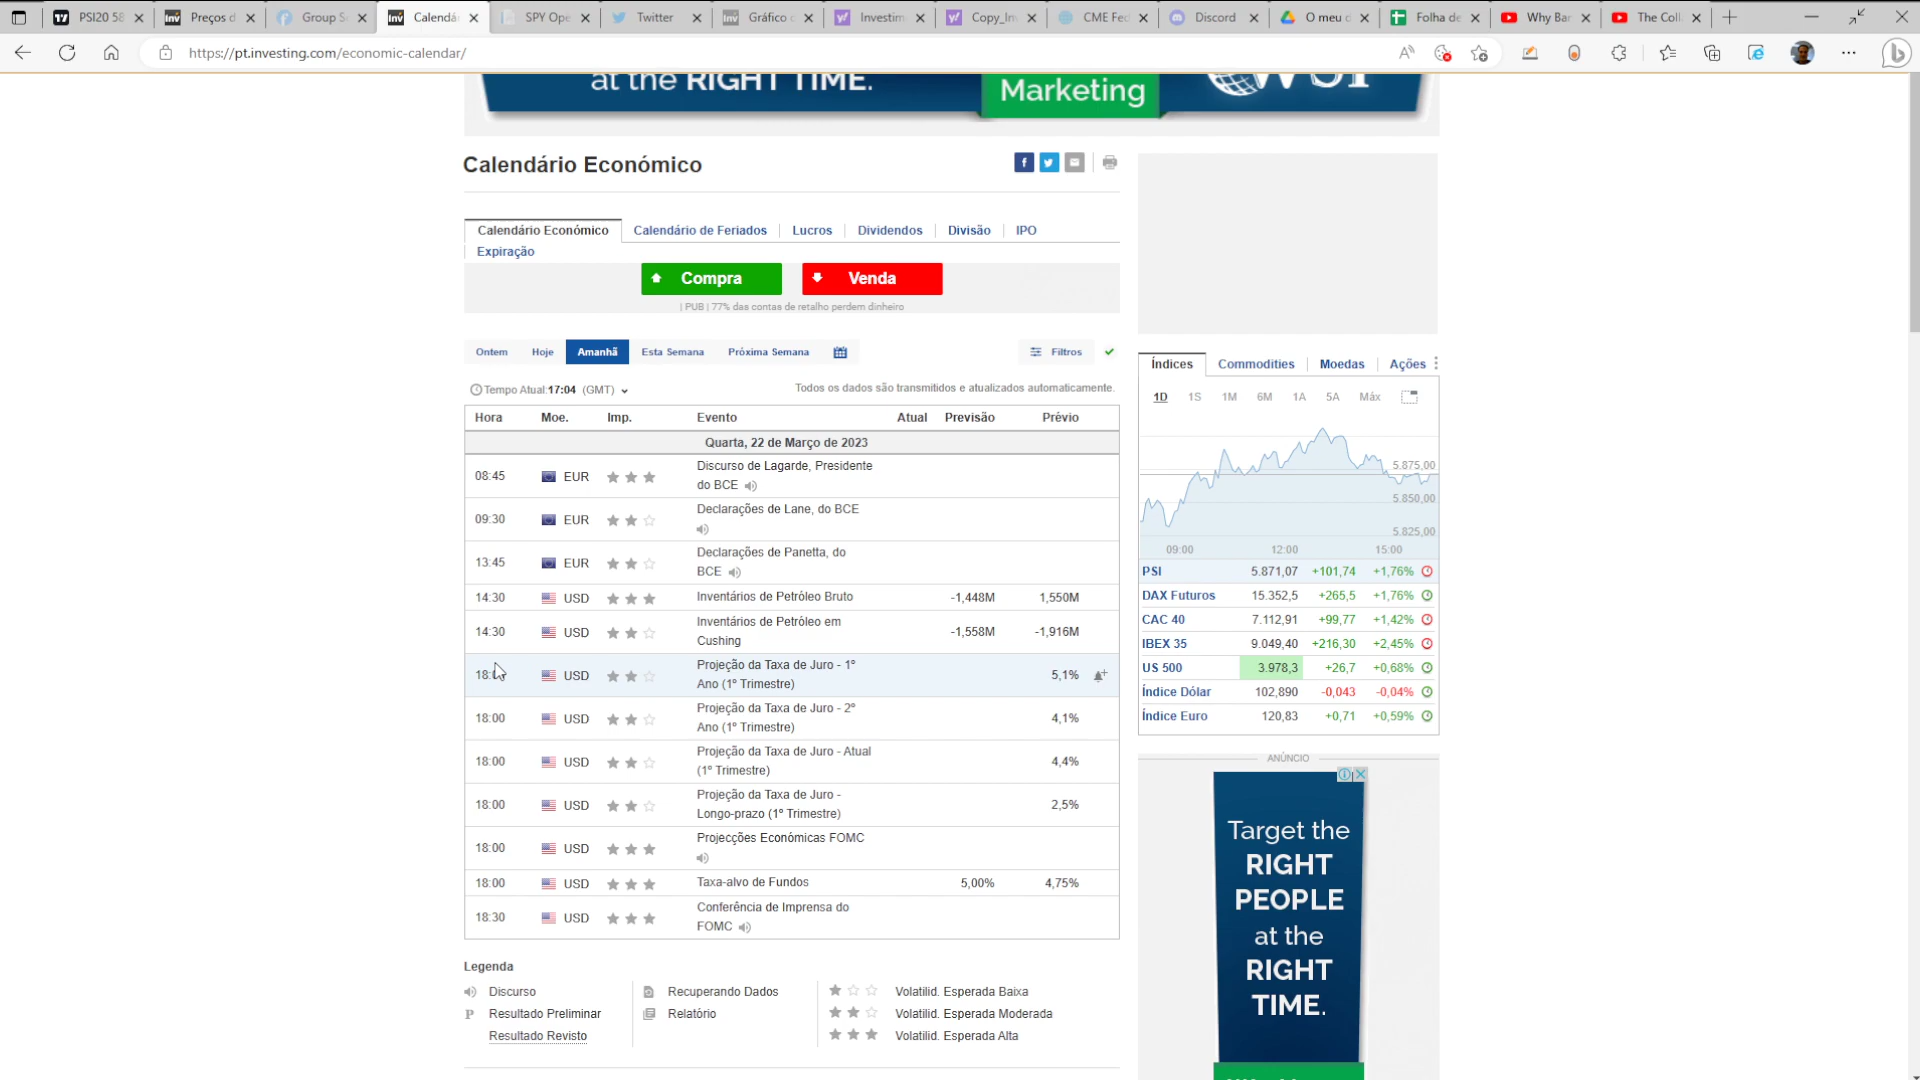 PSI20 58
Preços d
Group S
Calendá
SPY Ope
Twitter
Gráfico c
Investim
Copy_In
CME Fed
Discord
O meu d
Folha de
Why Bar
The Coll
https://pt.investing.com/economic-calendar/
at the RIGHT TIME.
Marketing
WSI
Calendário Económico
Calendário Económico
Calendário de Feriados
Lucros
Dividendos
Divisão
IPO
Expiração
Compra
Venda
| PUB | 77% das contas de retalho perdem dinheiro
Ontem
Hoje
Amanhã
Esta Semana
Próxima Semana
Filtros
Tempo Atual:17:04 (GMT)
Todos os dados são transmitidos e atualizados automaticamente.
Hora Moe. Imp. Evento Atual Previsão Prévio
Quarta, 22 de Março de 2023
08:45 EUR Discurso de Lagarde, Presidente
do BCE
09:30 EUR Declarações de Lane, do BCE
13:45 EUR Declarações de Panetta, do
BCE
14:30 USD Inventários de Petróleo Bruto -1,448M 1,550M
14:30 USD Inventários de Petróleo em
Cushing -1,558M -1,916M
18: USD Projeção da Taxa de Juro - 1º
Ano (1º Trimestre) 5,1%
18:00 USD Projeção da Taxa de Juro - 2º
Ano (1º Trimestre) 4,1%
18:00 USD Projeção da Taxa de Juro - Atual
(1º Trimestre) 4,4%
18:00 USD Projeção da Taxa de Juro -
Longo-prazo (1º Trimestre) 2,5%
18:00 USD Projecções Económicas FOMC
18:00 USD Taxa-alvo de Fundos 5,00% 4,75%
18:30 USD Conferência de Imprensa do
FOMC
Legenda
Discurso
Recuperando Dados
Volatilid. Esperada Baixa
P Resultado Preliminar
Relatório
Volatilid. Esperada Moderada
Resultado Revisto
Volatilid. Esperada Alta
Índices
Commodities
Moedas
Ações
1D 1S 1M 6M 1A 5A Máx
5.875,00
5.850,00
5.825,00
09:00 12:00 15:00
PSI 5.871,07 +101,74 +1,76%
DAX Futuros 15.352,5 +265,5 +1,76%
CAC 40 7.112,91 +99,77 +1,42%
IBEX 35 9.049,40 +216,30 +2,45%
US 500 3.978,3 +26,7 +0,68%
Índice Dólar 102,890 -0,043 -0,04%
Índice Euro 120,83 +0,71 +0,59%
ANÚNCIO
Target the
RIGHT
PEOPLE
at the
RIGHT
TIME.